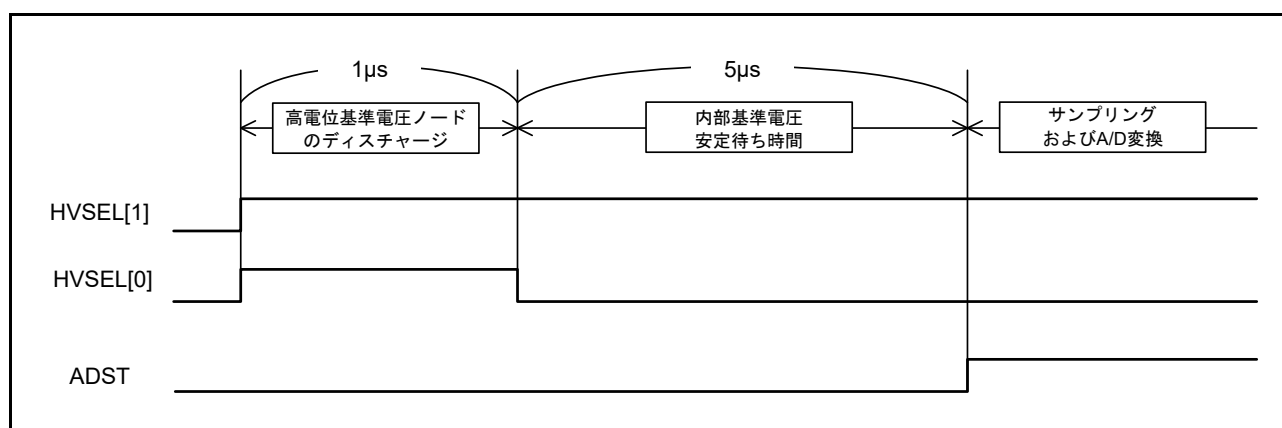 1µs
5µs
高電位基準電圧ノード
のディスチャージ
内部基準電圧
安定待ち時間
サンプリング
およびA/D変換
HVSEL[1]
HVSEL[0]
ADST